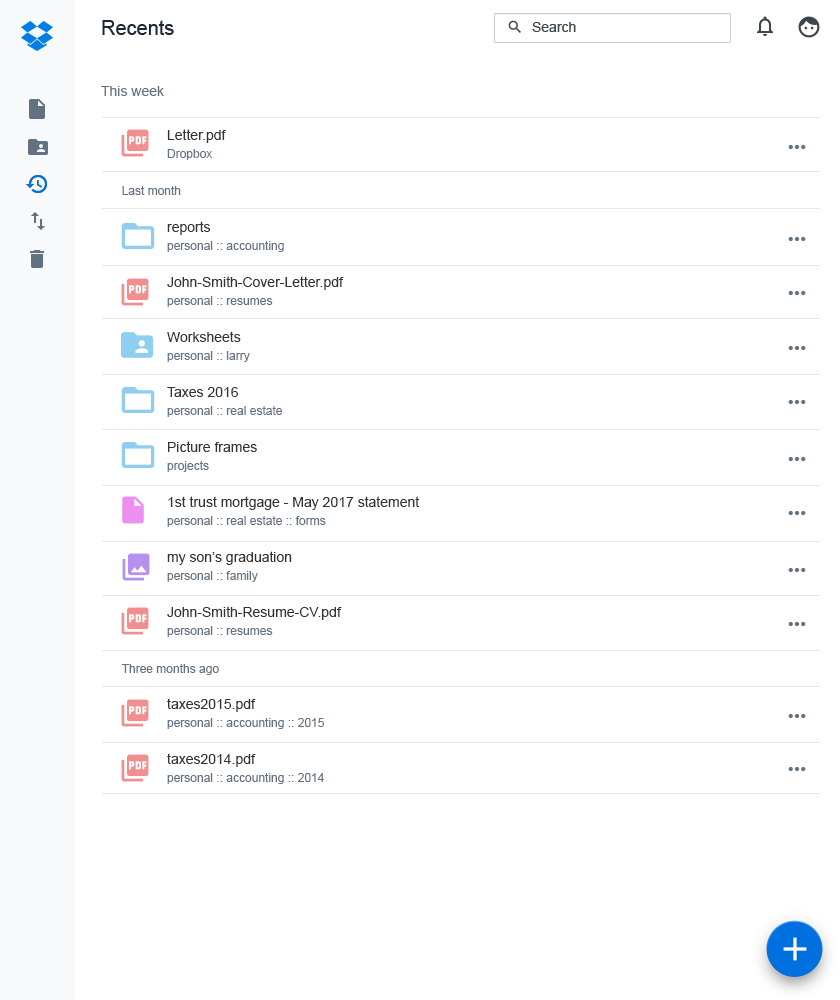 Recents
Search
This week
PDF
Letter.pdf
Dropbox
Last month
reports
personal :: accounting
PDF
John-Smith-Cover-Letter.pdf
personal :: resumes
Worksheets
personal :: larry
Taxes 2016
personal :: real estate
Picture frames
projects
1st trust mortgage - May 2017 statement
personal :: real estate :: forms
my son’s graduation
personal :: family
PDF
John-Smith-Resume-CV.pdf
personal :: resumes
Three months ago
PDF
taxes2015.pdf
personal :: accounting :: 2015
PDF
taxes2014.pdf
personal :: accounting :: 2014